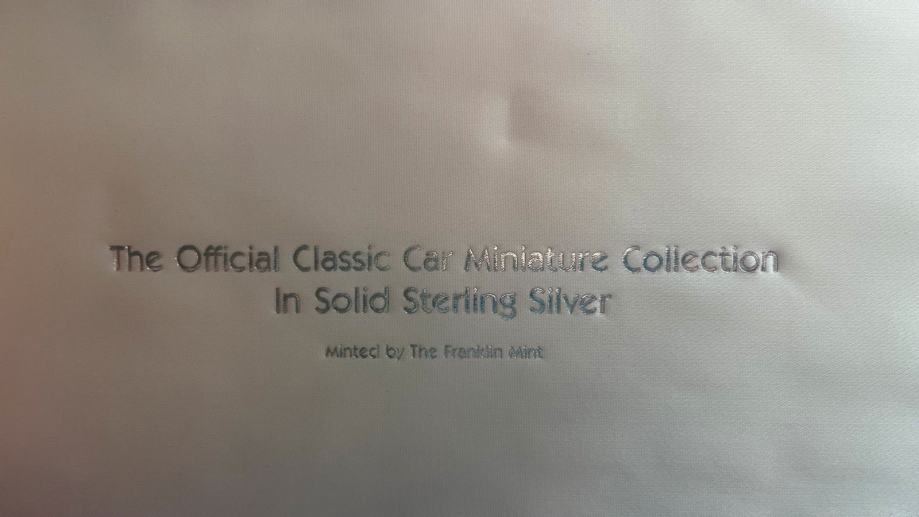 The Official Classic Car Miniature Collection
In Solid Sterling Silver
Minted by The Franklin Mint